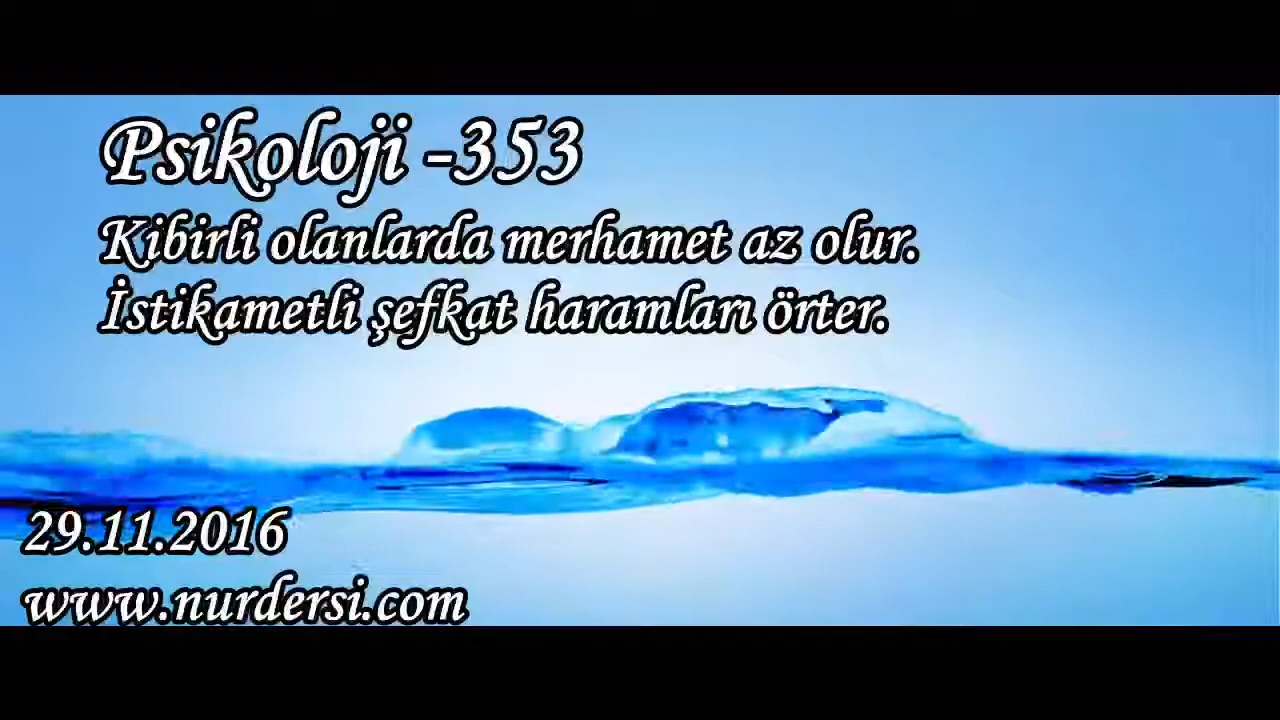 Psikoloji -353
Kibirli olanlarda merhamet az olur.
İstikametli şefkat haramları örter.
29.11.2016
www.nurdersi.com